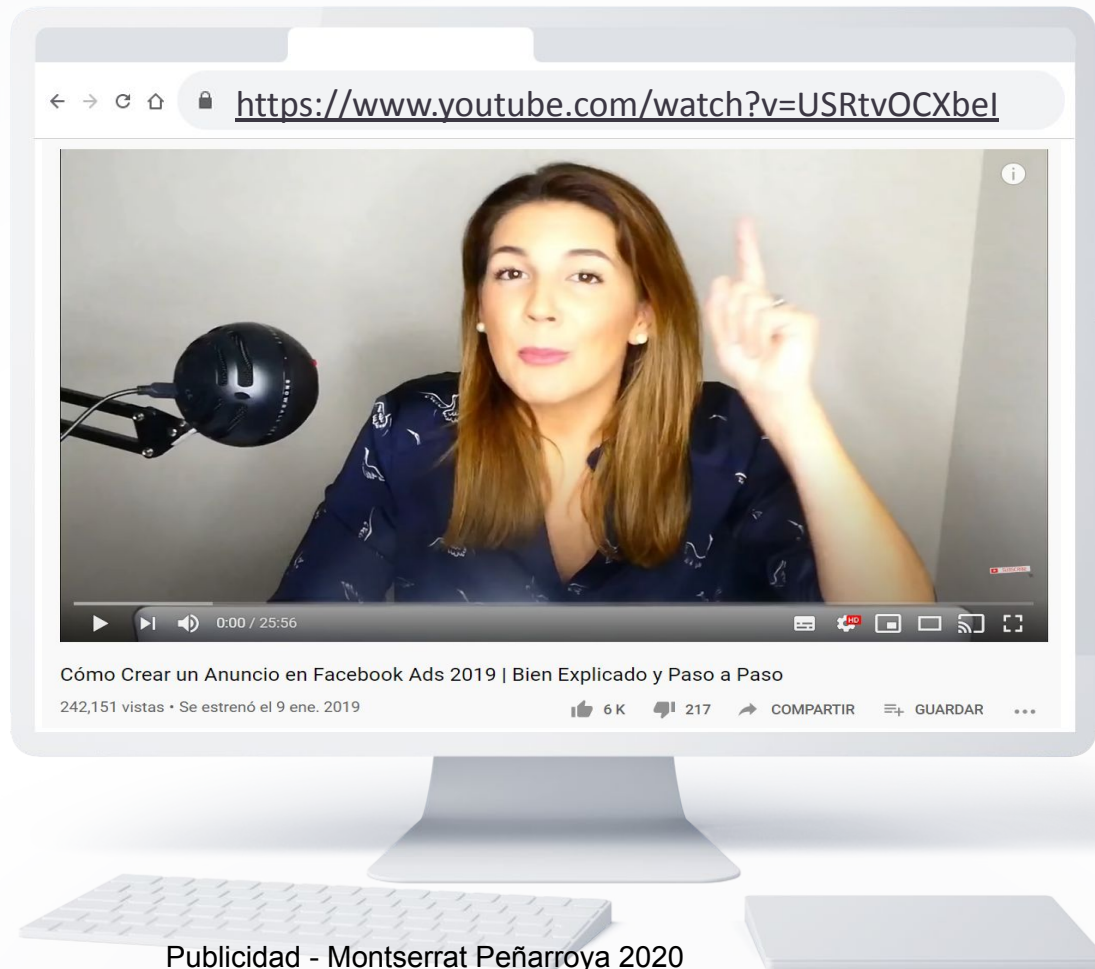 https://www.youtube.com/watch?v=USRtvOCXbeI
0:00 / 25:56
HD
Cómo Crear un Anuncio en Facebook Ads 2019 | Bien Explicado y Paso a Paso
242,151 vistas • Se estrenó el 9 ene. 2019
6 K 217 COMPARTIR GUARDAR
Publicidad - Montserrat Peñarroya 2020